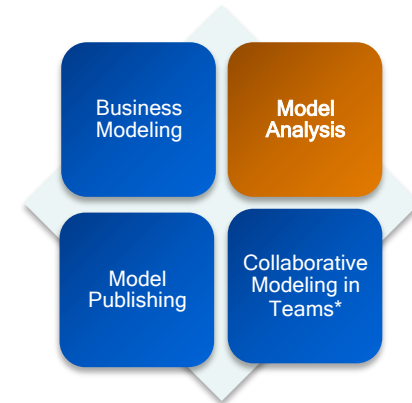 Business
Modeling
Model
Analysis
Model
Publishing
Collaborative
Modeling in
Teams*